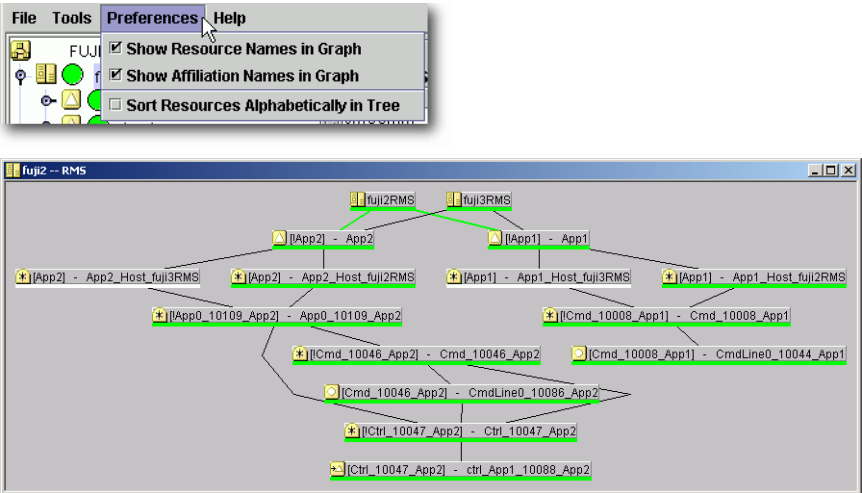 File Tools Preferences Help
FUJI
Show Resource Names in Graph
Show Affiliation Names in Graph
Sort Resources Alphabetically in Tree
fuji2 -- RMS
fuji2RMS fuji3RMS
[!App2] - App2 [!App1] - App1
[App2] - App2_Host_fuji3RMS [App2] - App2_Host_fuji2RMS [App1] - App1_Host_fuji3RMS [App1] - App1_Host_fuji2RMS
[!App0_10109_App2] - App0_10109_App2 [!Cmd_10008_App1] - Cmd_10008_App1
[!Cmd_10046_App2] - Cmd_10046_App2 [Cmd_10008_App1] - CmdLine0_10044_App1
[Cmd_10046_App2] - CmdLine0_10086_App2
[!Ctrl_10047_App2] - Ctrl_10047_App2
[Ctrl_10047_App2] - ctrl_App1_10088_App2